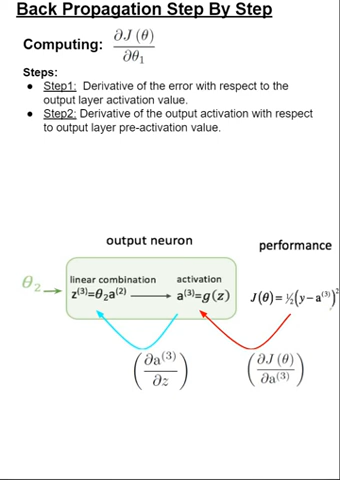 Back Propagation Step By Step
Computing: ∂J (θ) / ∂θ₁
Steps:
● Step1: Derivative of the error with respect to the
output layer activation value.
● Step2: Derivative of the output activation with respect
to output layer pre-activation value.
output neuron
performance
θ₂
linear combination activation
z⁽³⁾=θ₂a⁽²⁾ a⁽³⁾=g(z) J(θ)=½(y−a⁽³⁾)²
(∂a⁽³⁾ / ∂z) (∂J (θ) / ∂a⁽³⁾)